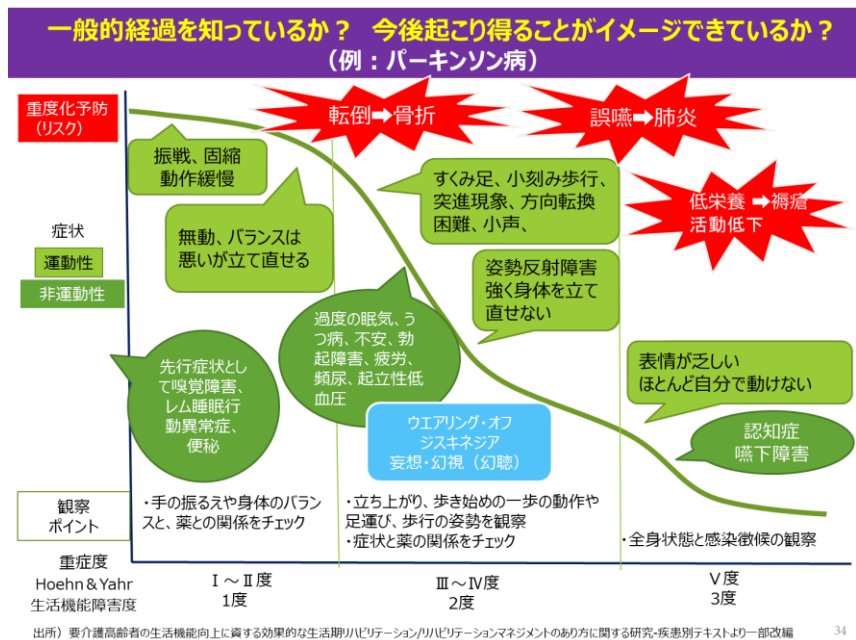 一般的経過を知っているか？ 今後起こり得ることがイメージできているか？
（例：パーキンソン病）
重度化予防
（リスク）
転倒➡骨折
誤嚥➡肺炎
低栄養 ➡褥瘡
活動低下
振戦、固縮
動作緩慢
無動、バランスは
悪いが立て直せる
すくみ足、小刻み歩行、
突進現象、方向転換
困難、小声、
姿勢反射障害
強く身体を立て
直せない
表情が乏しい
ほとんど自分で動けない
症状
運動性
非運動性
先行症状とし
て嗅覚障害、
レム睡眠行
動異常症、
便秘
過度の眠気、う
つ病、不安、勃
起障害、疲労、
頻尿、起立性低
血圧
ウエアリング・オフ
ジスキネジア
妄想・幻視（幻聴）
認知症
嚥下障害
観察
ポイント
・手の振るえや身体のバラン
スと、薬との関係をチェック
・立ち上がり、歩き始めの一歩の動作や
足運び、歩行の姿勢を観察
・症状と薬の関係をチェック
・全身状態と感染徴候の観察
重症度
Hoehn＆Yahr
生活機能障害度
Ⅰ～Ⅱ度
1度
Ⅲ～Ⅳ度
2度
Ⅴ度
3度
出所）要介護高齢者の生活機能向上に資する効果的な生活期リハビリテーション/リハビリテーションマネジメントのあり方に関する研究-疾患別テキストより一部改編
34